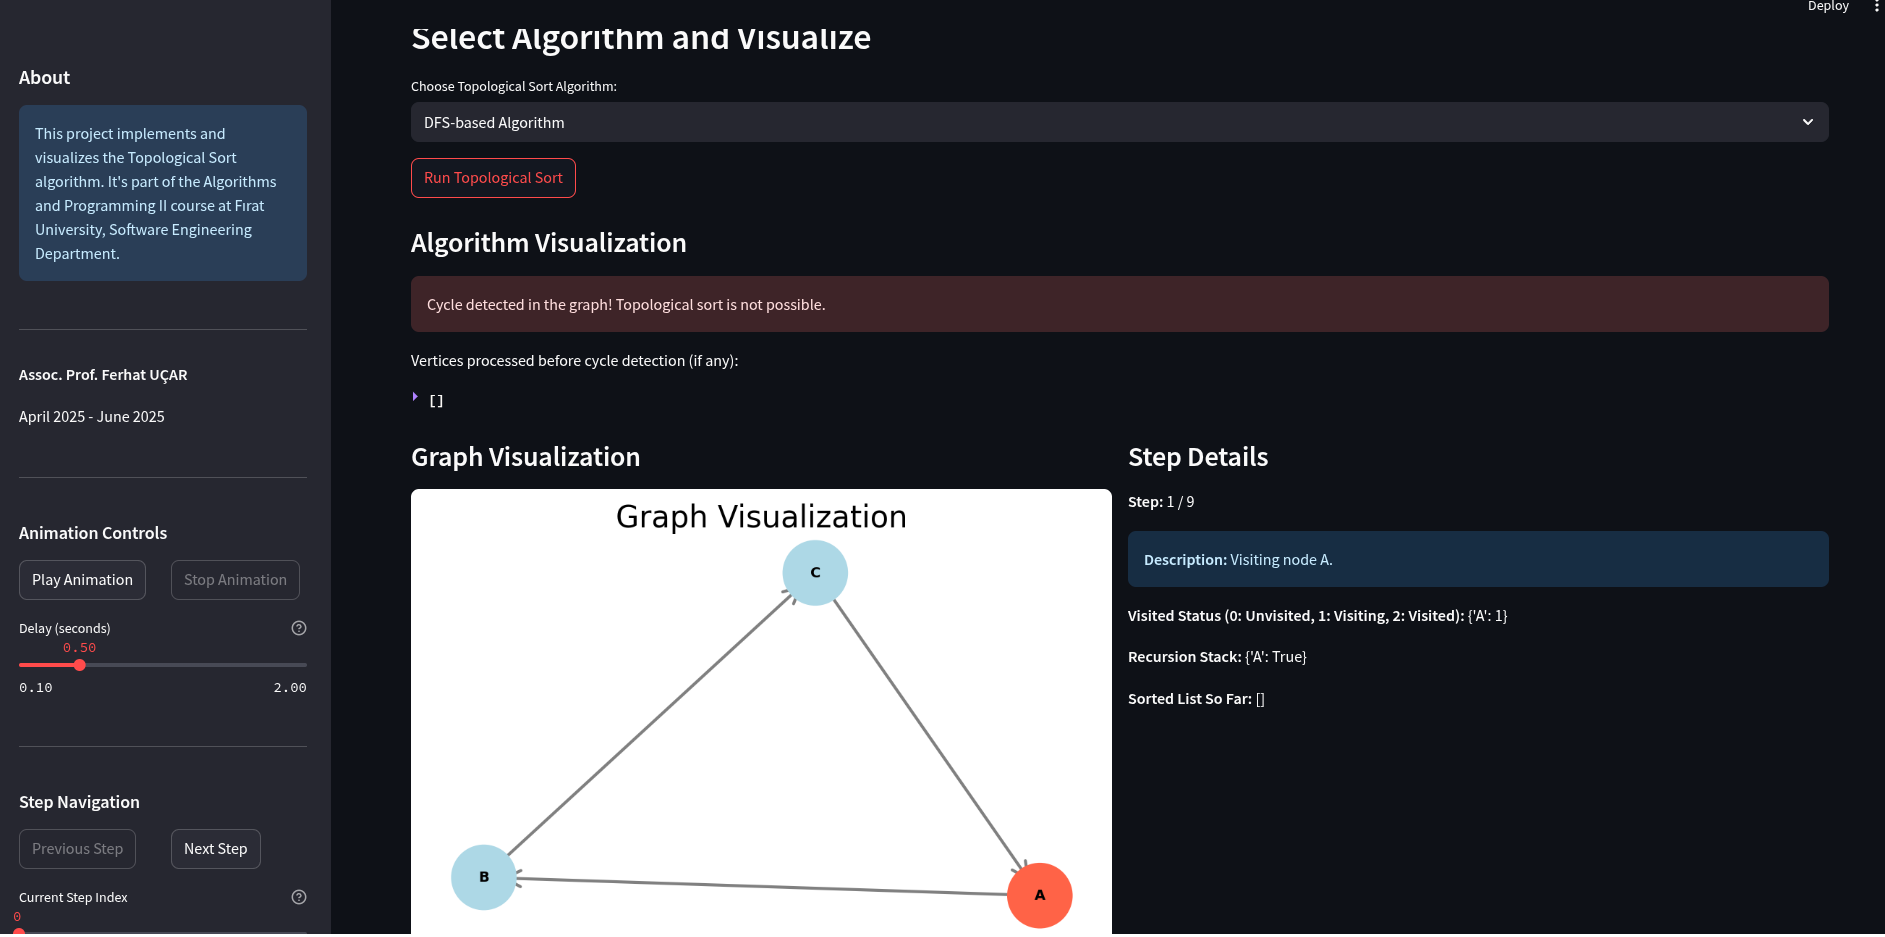 Deploy
About
This project implements and
visualizes the Topological Sort
algorithm. It's part of the Algorithms
and Programming II course at Fırat
University, Software Engineering
Department.
Assoc. Prof. Ferhat UÇAR
April 2025 - June 2025
Animation Controls
Play Animation
Stop Animation
Delay (seconds)
0.50
0.10
2.00
Step Navigation
Previous Step
Next Step
Current Step Index
0
Select Algorithm and Visualize
Choose Topological Sort Algorithm:
DFS-based Algorithm
Run Topological Sort
Algorithm Visualization
Cycle detected in the graph! Topological sort is not possible.
Vertices processed before cycle detection (if any):
[]
Graph Visualization
Graph Visualization
C
B
A
Step Details
Step: 1 / 9
Description: Visiting node A.
Visited Status (0: Unvisited, 1: Visiting, 2: Visited): {'A': 1}
Recursion Stack: {'A': True}
Sorted List So Far: []